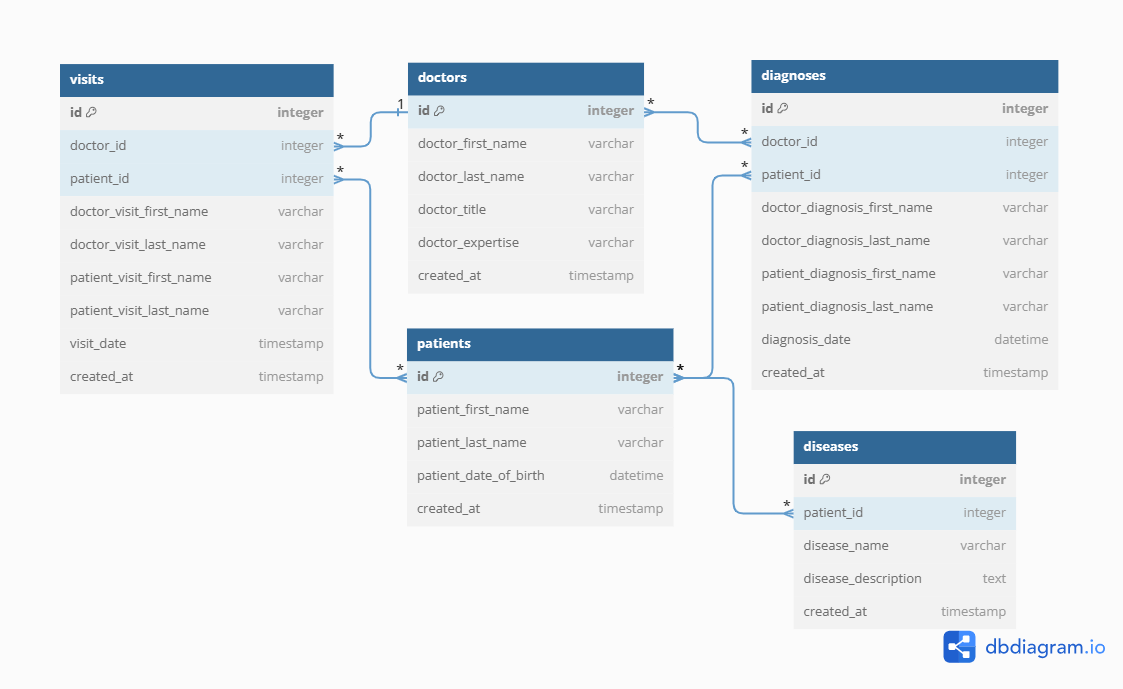 visits
id integer
doctor_id integer
patient_id integer
doctor_visit_first_name varchar
doctor_visit_last_name varchar
patient_visit_first_name varchar
patient_visit_last_name varchar
visit_date timestamp
created_at timestamp
*
*
1
doctors
id integer
doctor_first_name varchar
doctor_last_name varchar
doctor_title varchar
doctor_expertise varchar
created_at timestamp
*
*
patients
id integer
patient_first_name varchar
patient_last_name varchar
patient_date_of_birth datetime
created_at timestamp
*
*
*
diagnoses
id integer
doctor_id integer
patient_id integer
doctor_diagnosis_first_name varchar
doctor_diagnosis_last_name varchar
patient_diagnosis_first_name varchar
patient_diagnosis_last_name varchar
diagnosis_date datetime
created_at timestamp
*
diseases
id integer
patient_id integer
disease_name varchar
disease_description text
created_at timestamp
dbdiagram.io